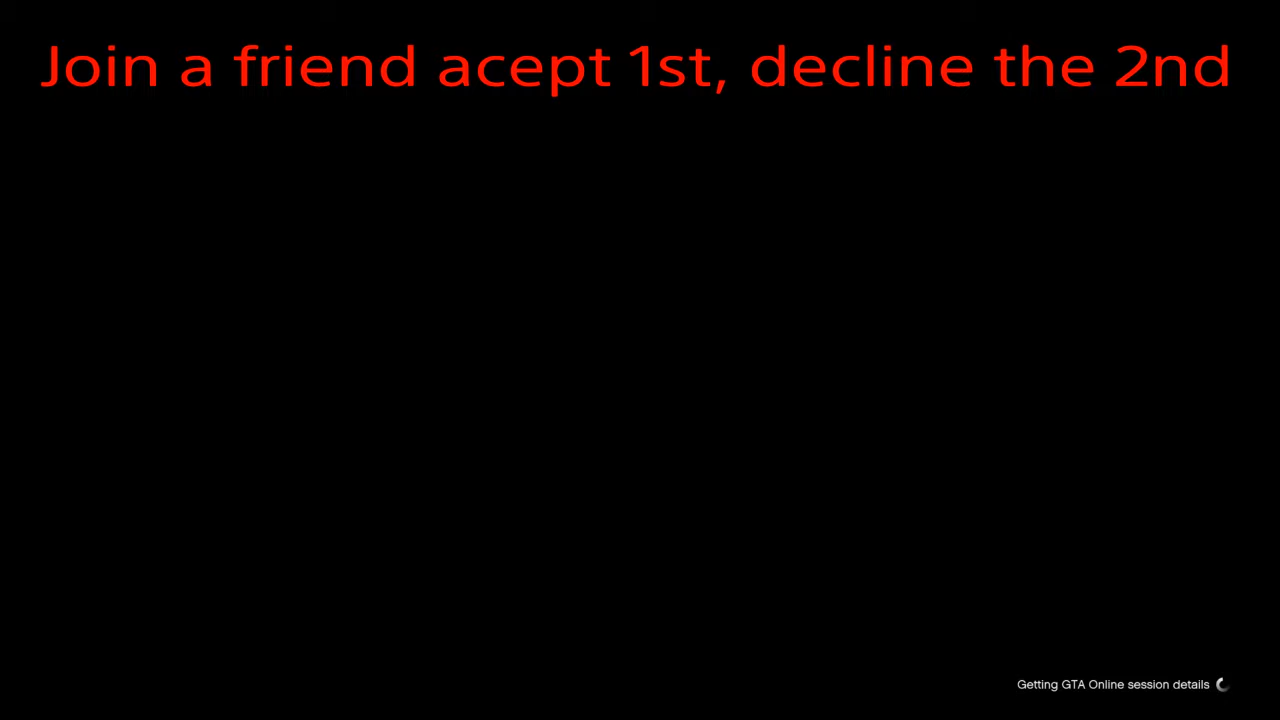 Join a friend acept 1st, decline the 2nd
Getting GTA Online session details